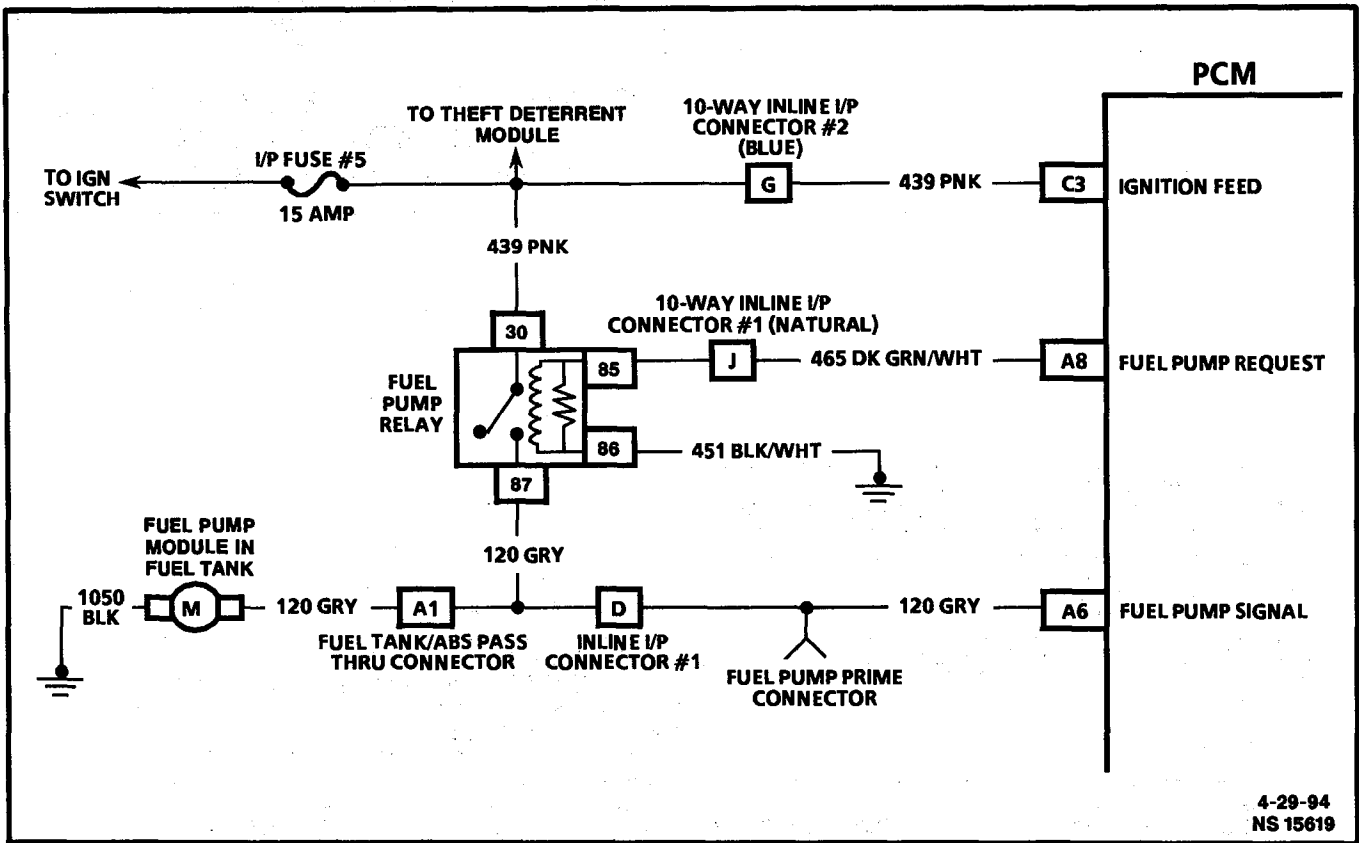 PCM
TO THEFT DETERRENT
MODULE
10-WAY INLINE I/P
CONNECTOR #2
(BLUE)
I/P FUSE #5
TO IGN
SWITCH
15 AMP
G
439 PNK
C3
IGNITION FEED
439 PNK
10-WAY INLINE I/P
CONNECTOR #1 (NATURAL)
30
FUEL
PUMP
RELAY
85
J
465 DK GRN/WHT
A8
FUEL PUMP REQUEST
86
451 BLK/WHT
87
FUEL PUMP
MODULE IN
FUEL TANK
120 GRY
1050
BLK
M
120 GRY
A1
D
120 GRY
A6
FUEL PUMP SIGNAL
FUEL TANK/ABS PASS
THRU CONNECTOR
INLINE I/P
CONNECTOR #1
FUEL PUMP PRIME
CONNECTOR
4-29-94
NS 15619